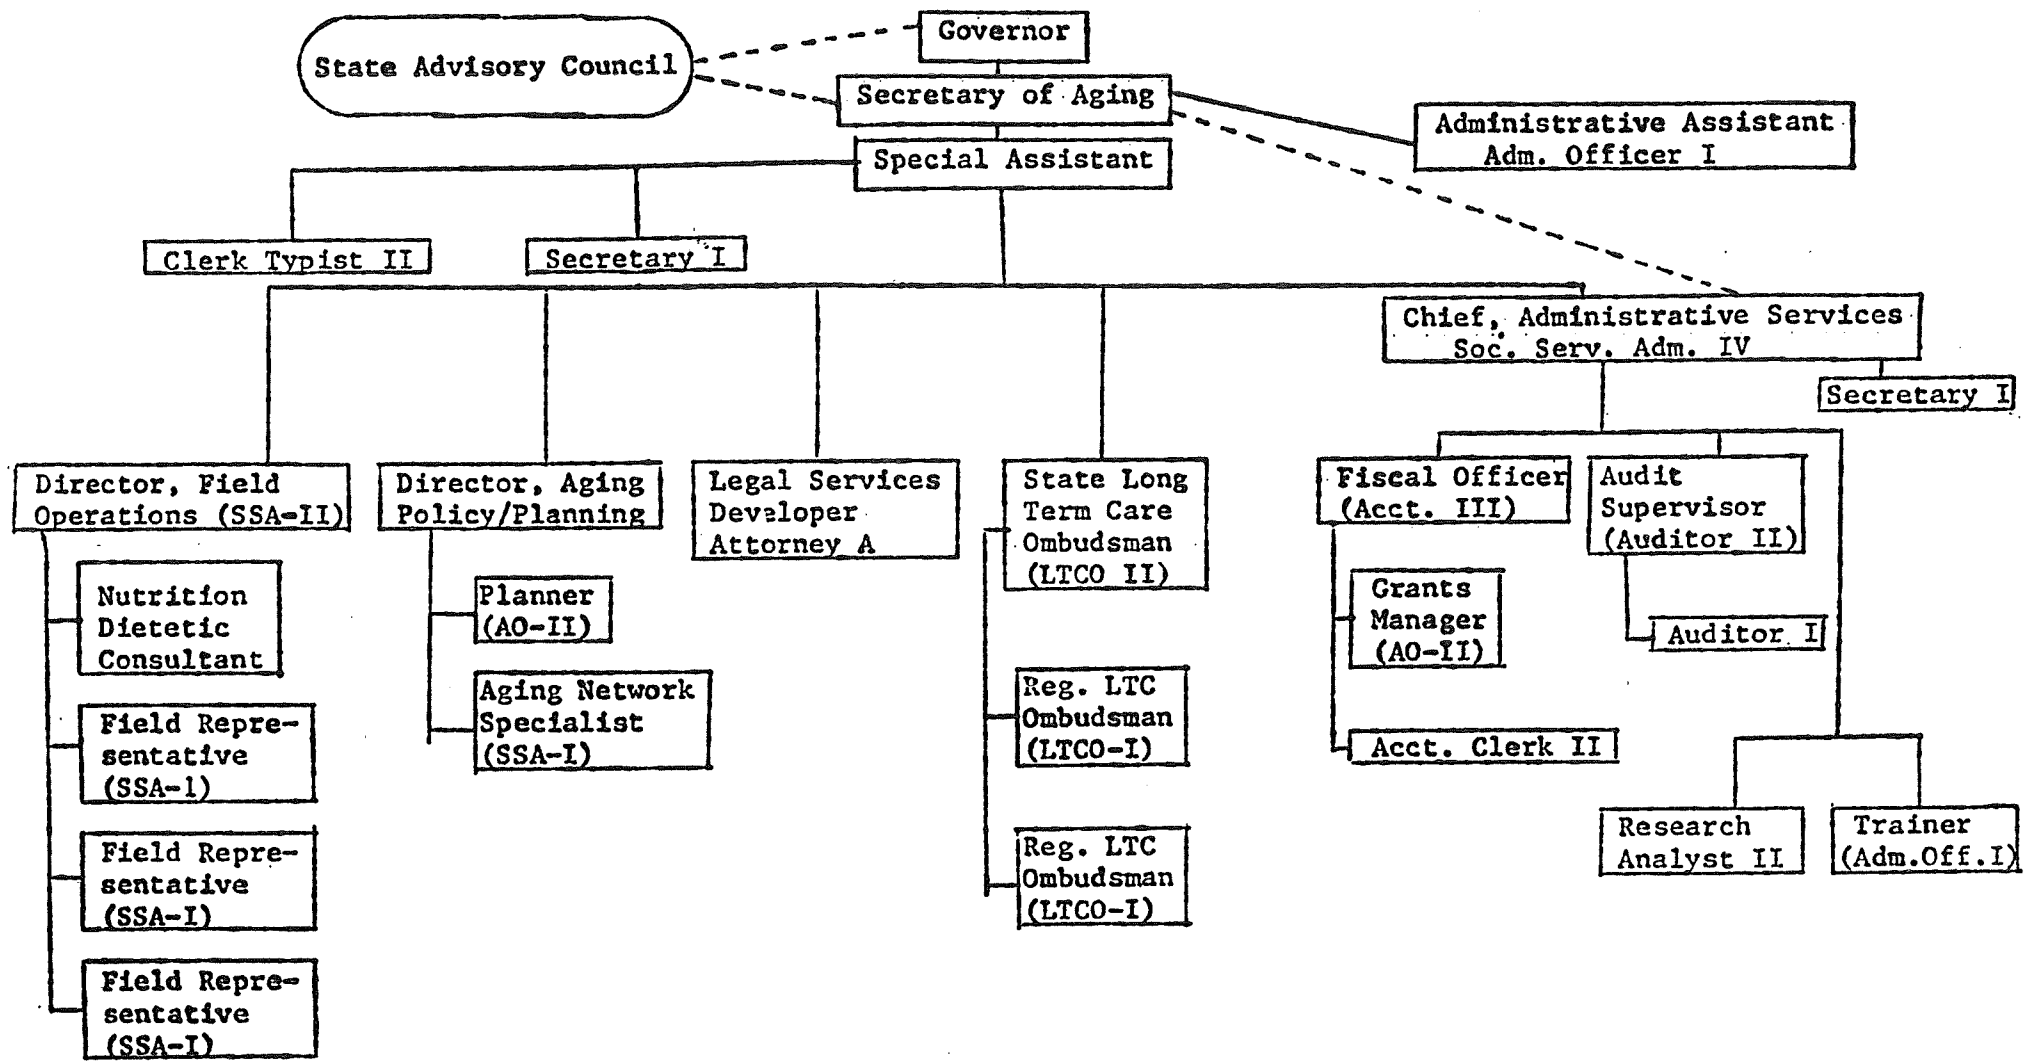 Governor
State Advisory Council
Secretary of Aging
Administrative Assistant
Adm. Officer I
Special Assistant
Clerk Typist II
Secretary I
Chief, Administrative Services
Soc. Serv. Adm. IV
Secretary I
Director, Field
Operations (SSA-II)
Nutrition
Dietetic
Consultant
Field Repre-
sentative
(SSA-1)
Field Repre-
sentative
(SSA-I)
Field Repre-
sentative
(SSA-I)
Director, Aging
Policy/Planning
Planner
(AO-II)
Aging Network
Specialist
(SSA-I)
Legal Services
Developer
Attorney A
State Long
Term Care
Ombudsman
(LTCO II)
Reg. LTC
Ombudsman
(LTCO-I)
Reg. LTC
Ombudsman
(LTCO-I)
Fiscal Officer
(Acct. III)
Grants
Manager
(AO-II)
Acct. Clerk II
Audit
Supervisor
(Auditor II)
Auditor I
Research
Analyst II
Trainer
(Adm.Off.I)